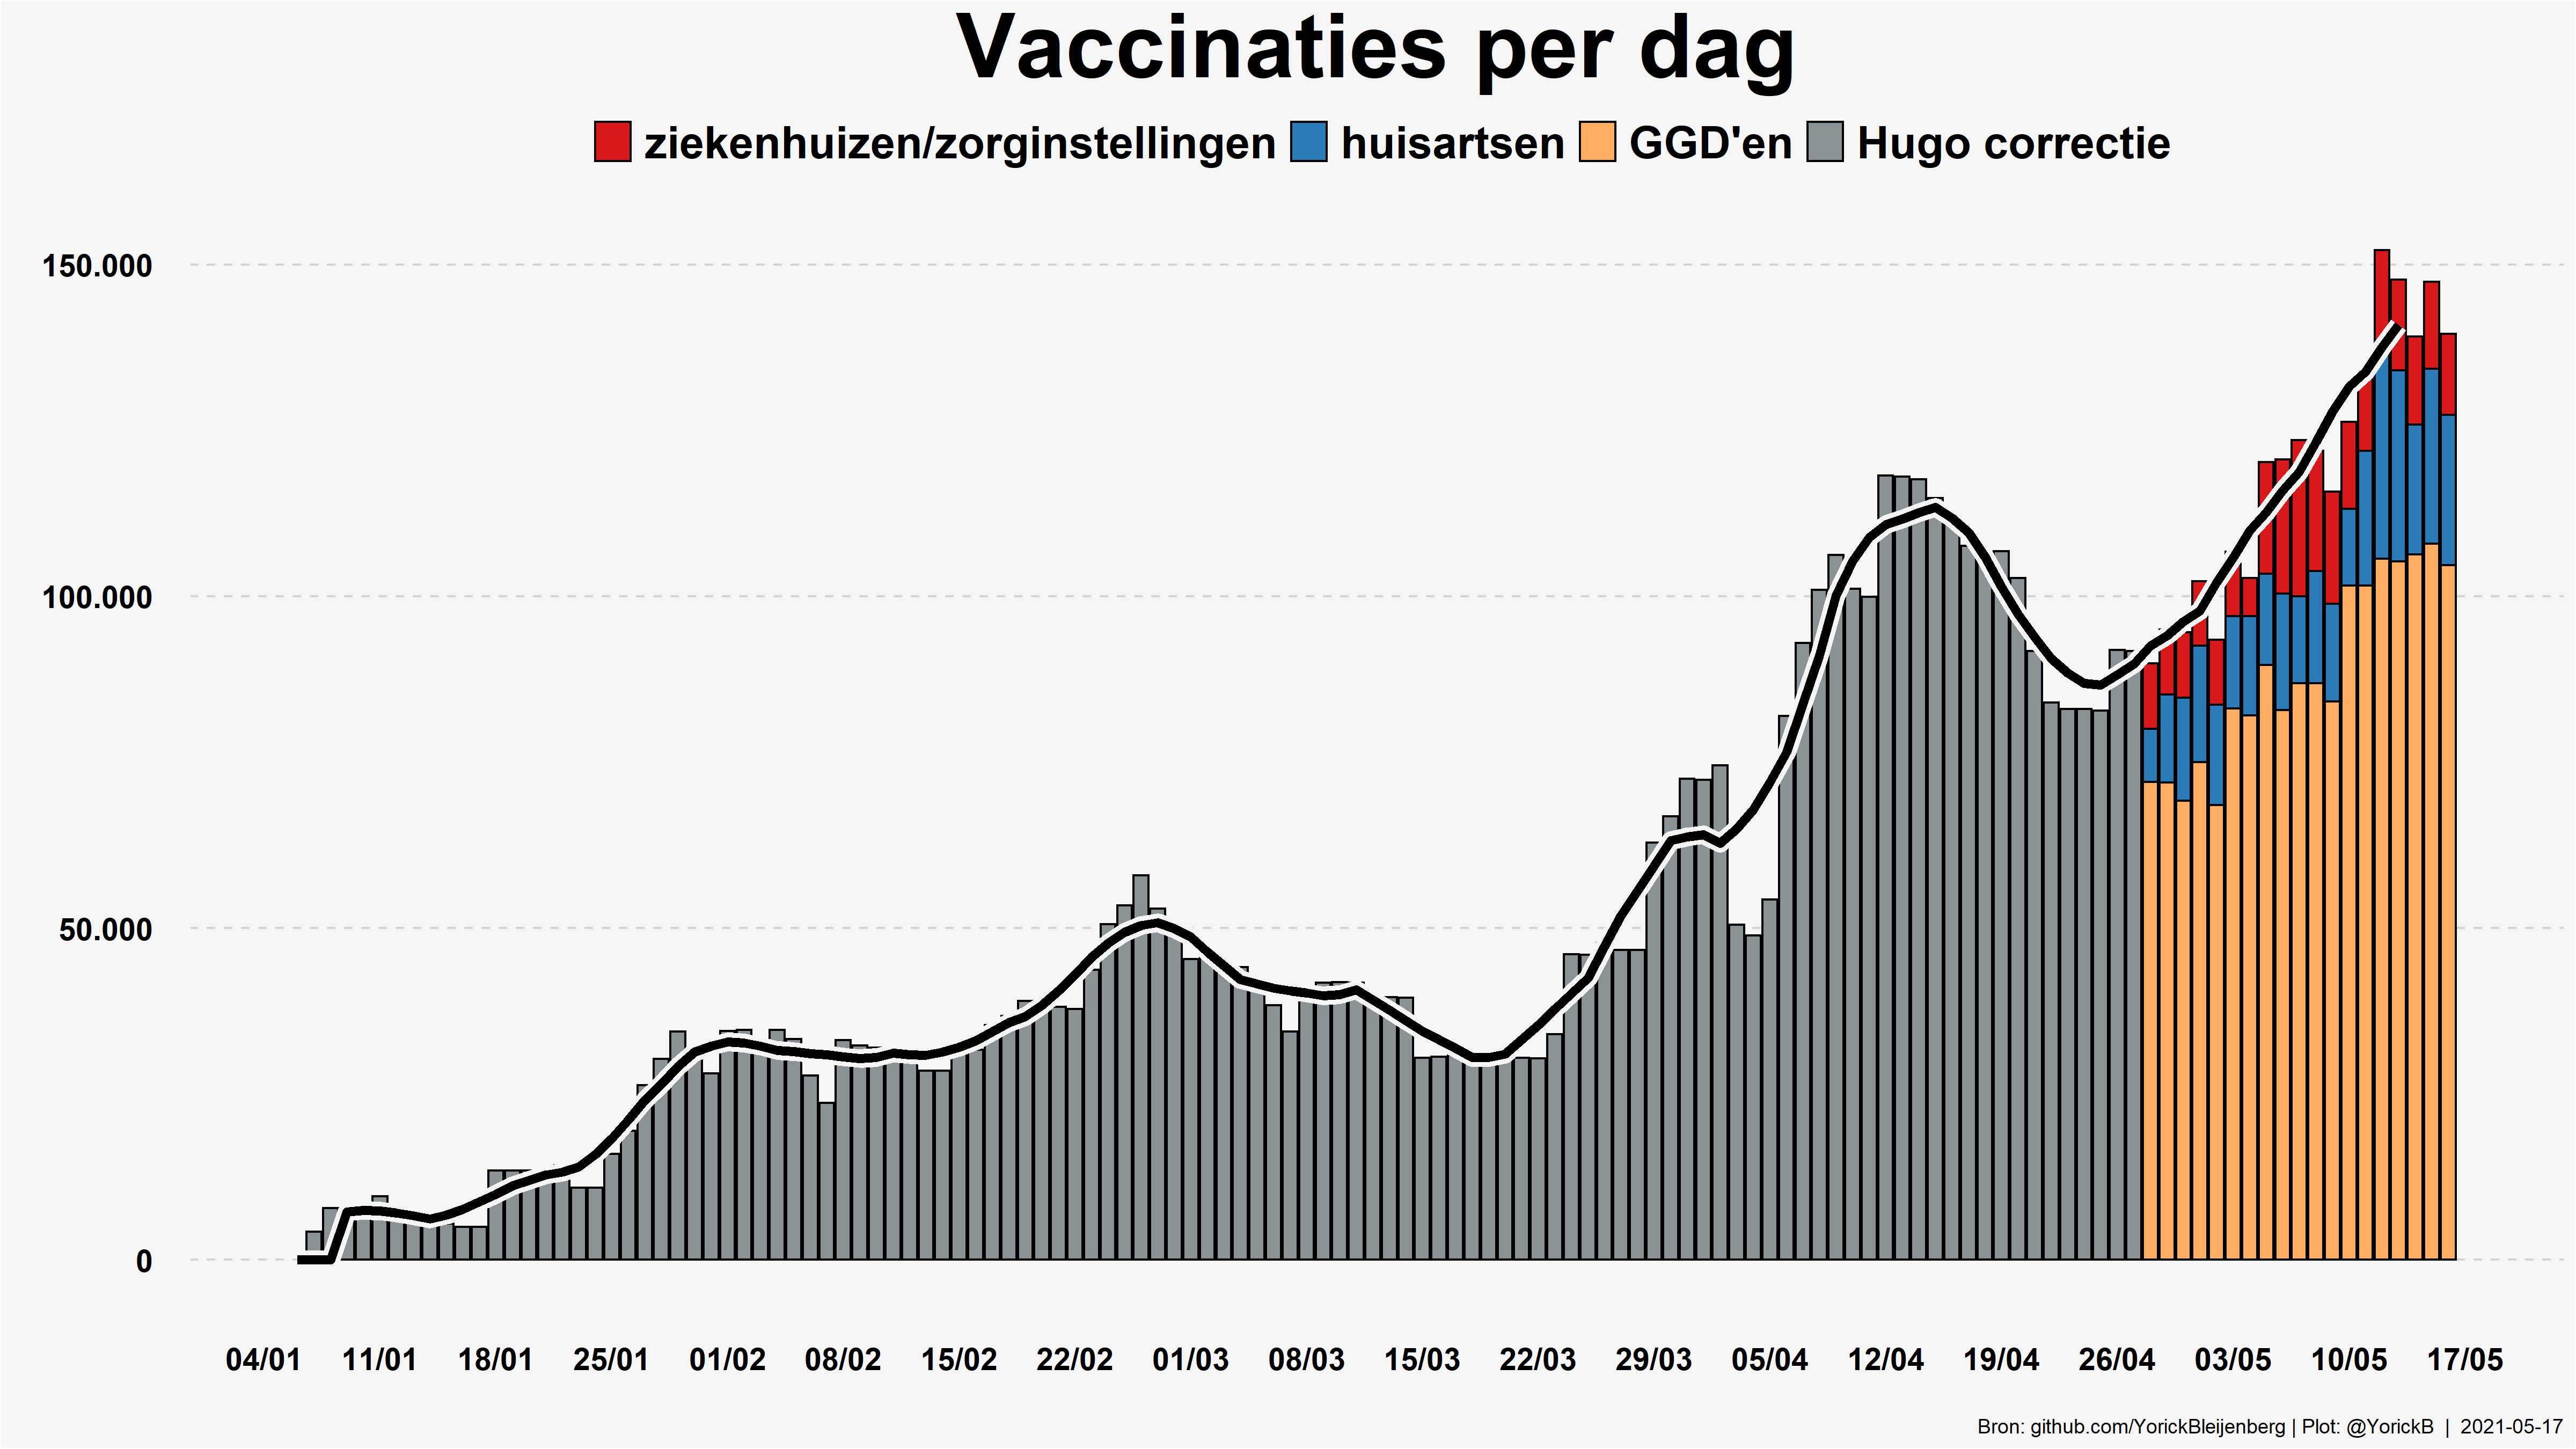 Vaccinaties per dag
ziekenhuizen/zorginstellingen huisartsen GGD'en Hugo correctie
150.000
100.000
50.000
0
04/01 11/01 18/01 25/01 01/02 08/02 15/02 22/02 01/03 08/03 15/03 22/03 29/03 05/04 12/04 19/04 26/04 03/05 10/05 17/05
Bron: github.com/YorickBleijenberg | Plot: @YorickB | 2021-05-17